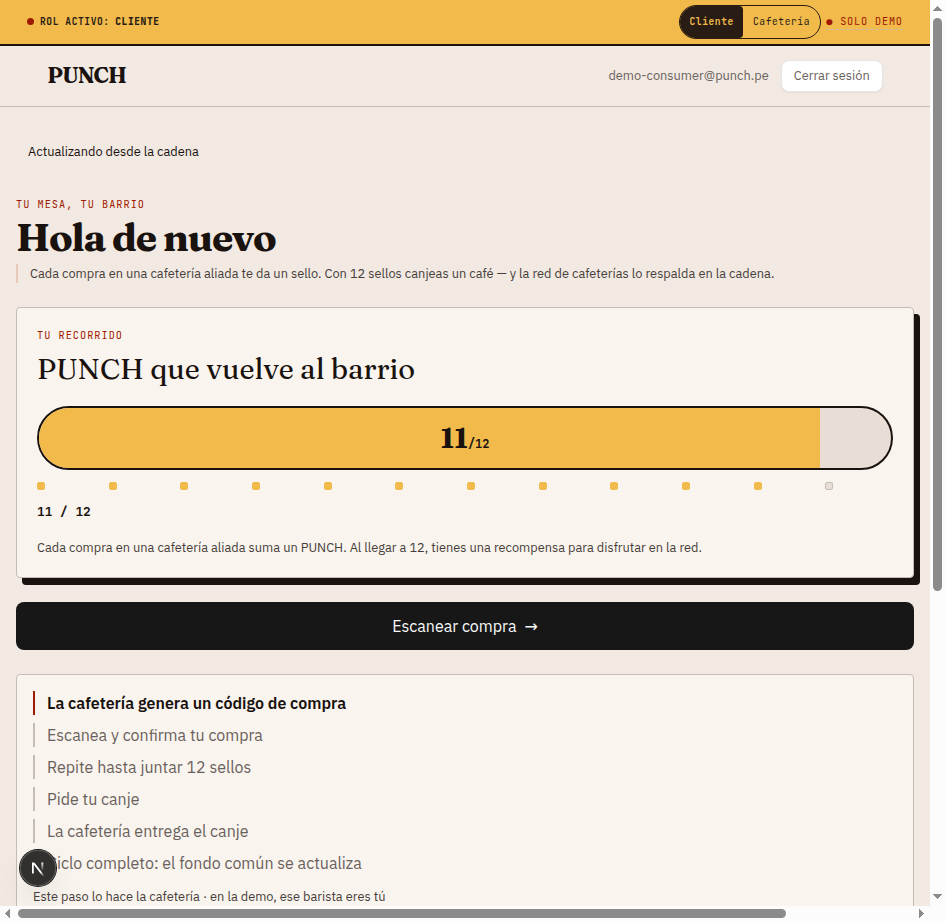 ROL ACTIVO: CLIENTE
Cliente
Cafetería
SOLO DEMO
PUNCH
demo-consumer@punch.pe
Cerrar sesión
Actualizando desde la cadena
TU MESA, TU BARRIO
Hola de nuevo
Cada compra en una cafetería aliada te da un sello. Con 12 sellos canjeas un café — y la red de cafeterías lo respalda en la cadena.
TU RECORRIDO
PUNCH que vuelve al barrio
11/12
11 / 12
Cada compra en una cafetería aliada suma un PUNCH. Al llegar a 12, tienes una recompensa para disfrutar en la red.
Escanear compra →
La cafetería genera un código de compra
Escanea y confirma tu compra
Repite hasta juntar 12 sellos
Pide tu canje
La cafetería entrega el canje
iclo completo: el fondo común se actualiza
N
Este paso lo hace la cafetería · en la demo, ese barista eres tú